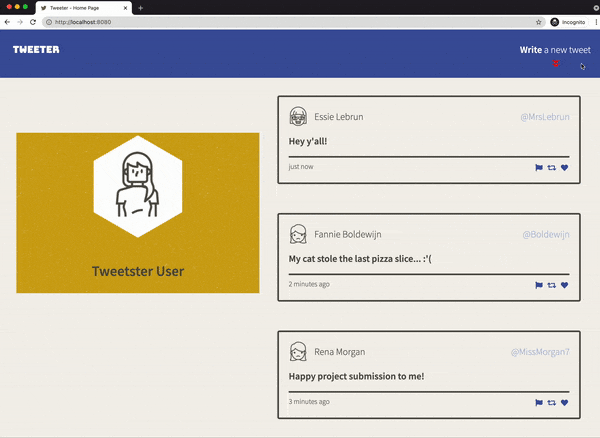 Tweeter - Home Page
http://localhost:8080
Incognito
TWEETER
Write a new tweet
Tweetster User
Essie Lebrun
@MrsLebrun
Hey y'all!
just now
Fannie Boldewijn
@Boldewijn
My cat stole the last pizza slice... :'(
2 minutes ago
Rena Morgan
@MissMorgan7
Happy project submission to me!
3 minutes ago